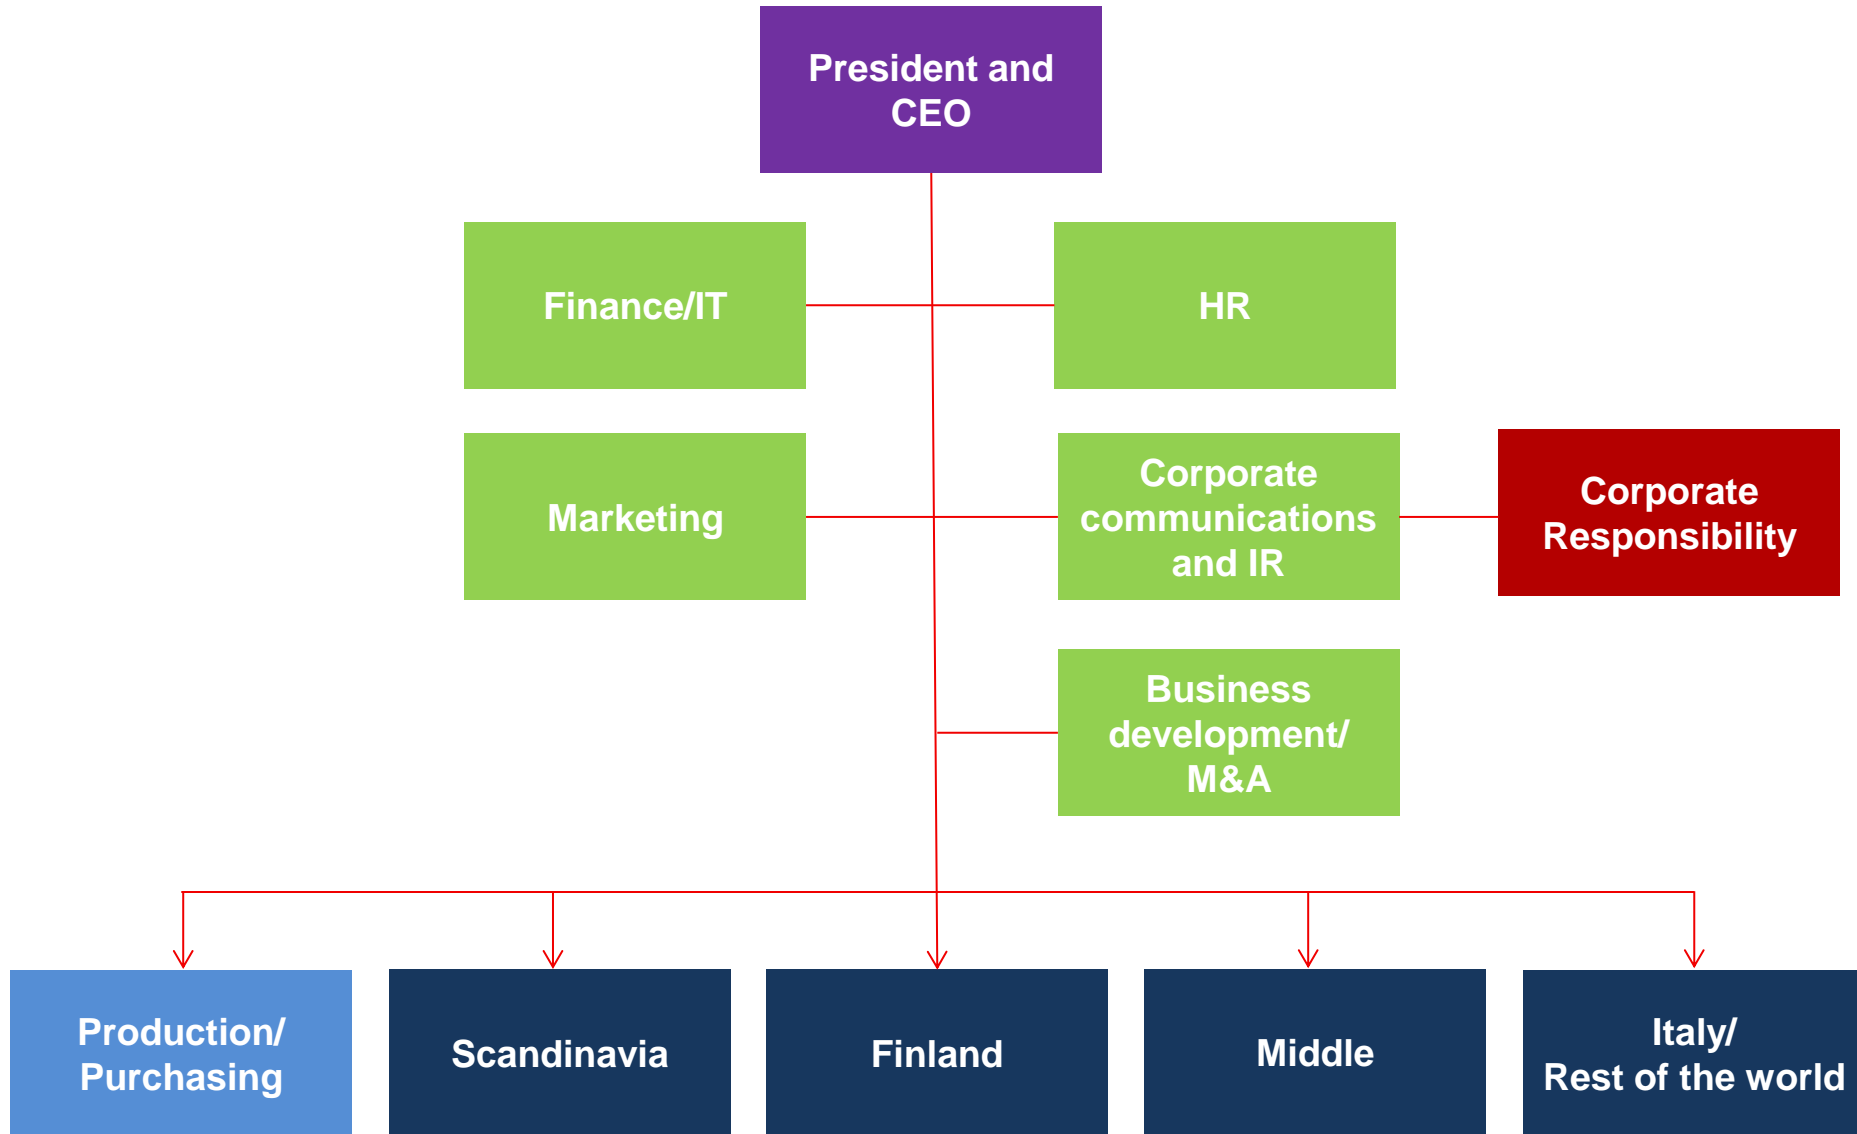 President and
CEO
Finance/IT
HR
Marketing
Corporate
communications
and IR
Corporate
Responsibility
Business
development/
M&A
Production/
Purchasing
Scandinavia
Finland
Middle
Italy/
Rest of the world